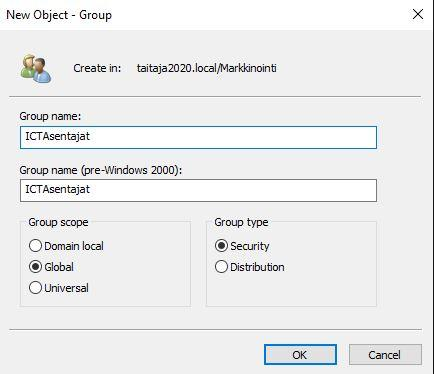 New Object - Group
Create in: taitaja2020.local/Markkinointi
Group name:
ICTAsentajat
Group name (pre-Windows 2000):
ICTAsentajat
Group scope
Domain local
Global
Universal
Group type
Security
Distribution
OK
Cancel